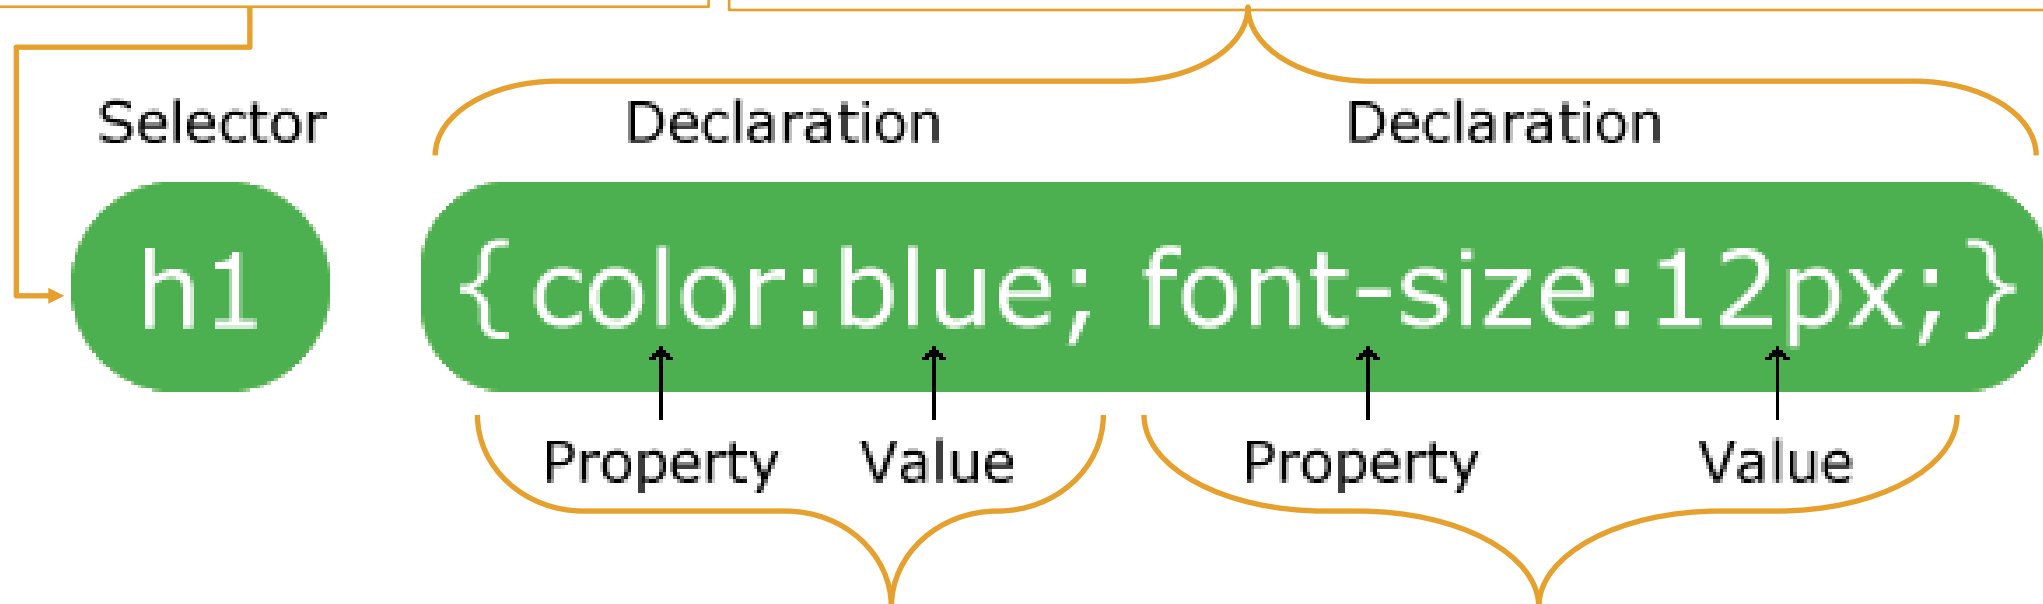 Selector Declaration Declaration
h1 {color:blue; font-size:12px;}
Property Value Property Value